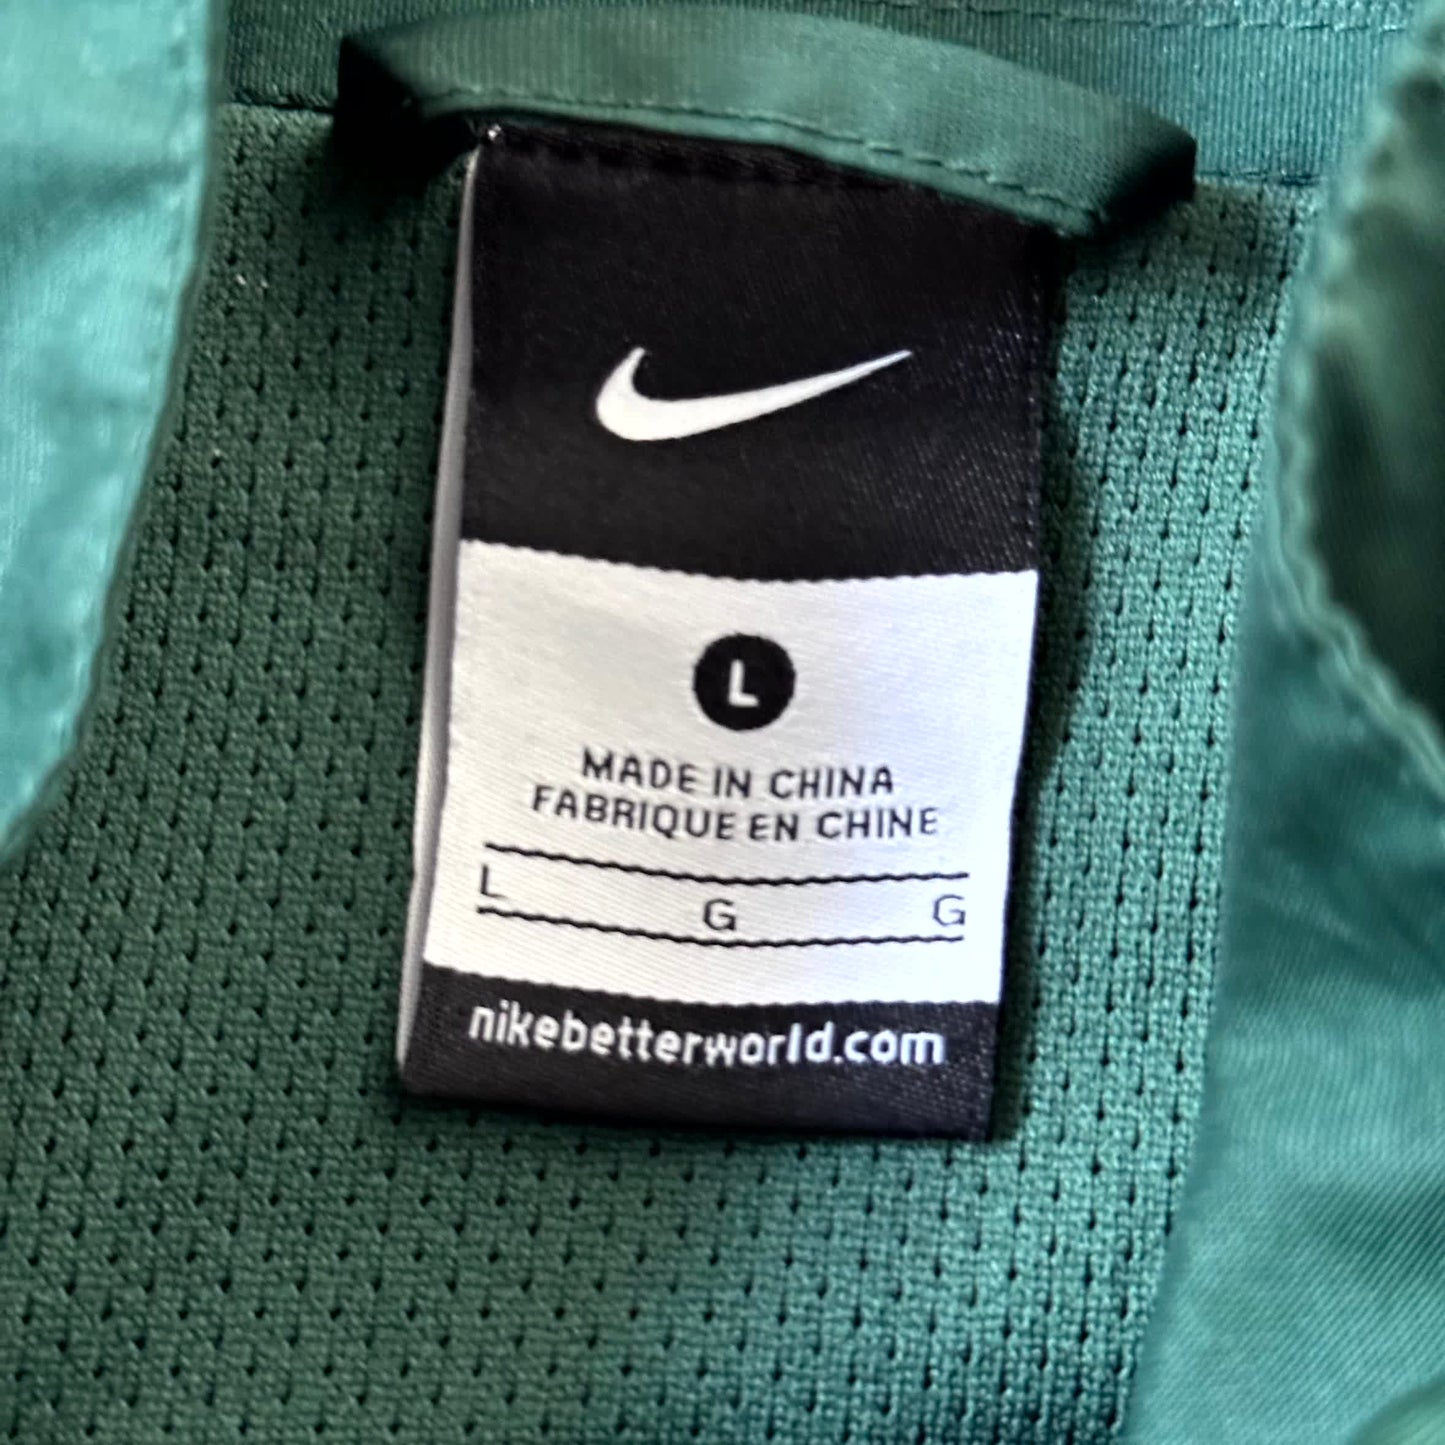 L
MADE IN CHINA
FABRIQUE EN CHINE
L G G
nikebetterworld.com